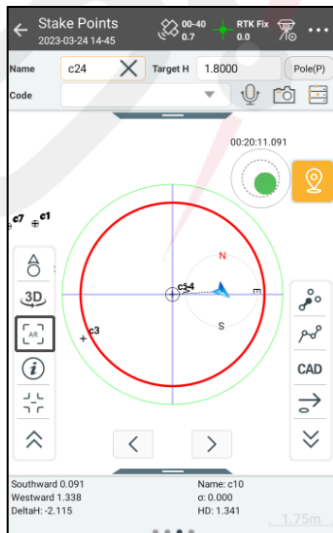 Stake Points
2023-03-24 14-45
00-40
0.7
RTK Fix
0.0
Name c24 Target H 1.8000 Pole(P)
Code
00:20:11.091
c7 c1
N
E
S
c3
3D
AR
CAD
Southward 0.091
Westward 1.338
DeltaH: -2.115
Name: c10
σ: 0.000
HD: 1.341
1.75m